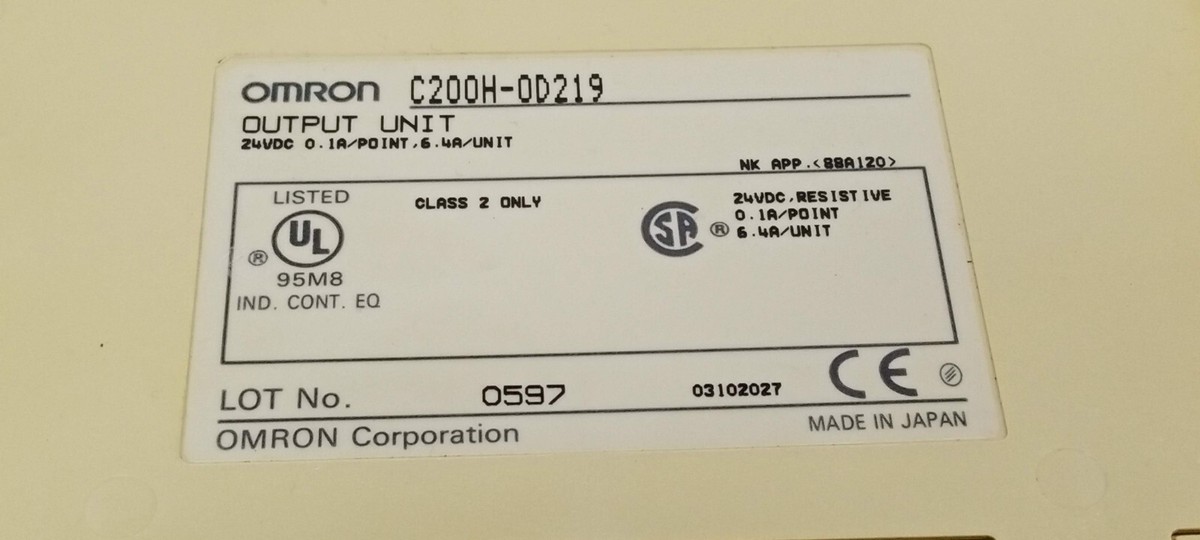 OMRON C200H-OD219
OUTPUT UNIT
24VDC 0.1A/POINT,6.4A/UNIT
NK APP.<88A120>
LISTED
UL
®
95M8
IND. CONT. EQ
CLASS 2 ONLY
SA ®
24VDC,RESISTIVE
0.1A/POINT
6.4A/UNIT
LOT No. 0597 03102027 CE
OMRON Corporation MADE IN JAPAN